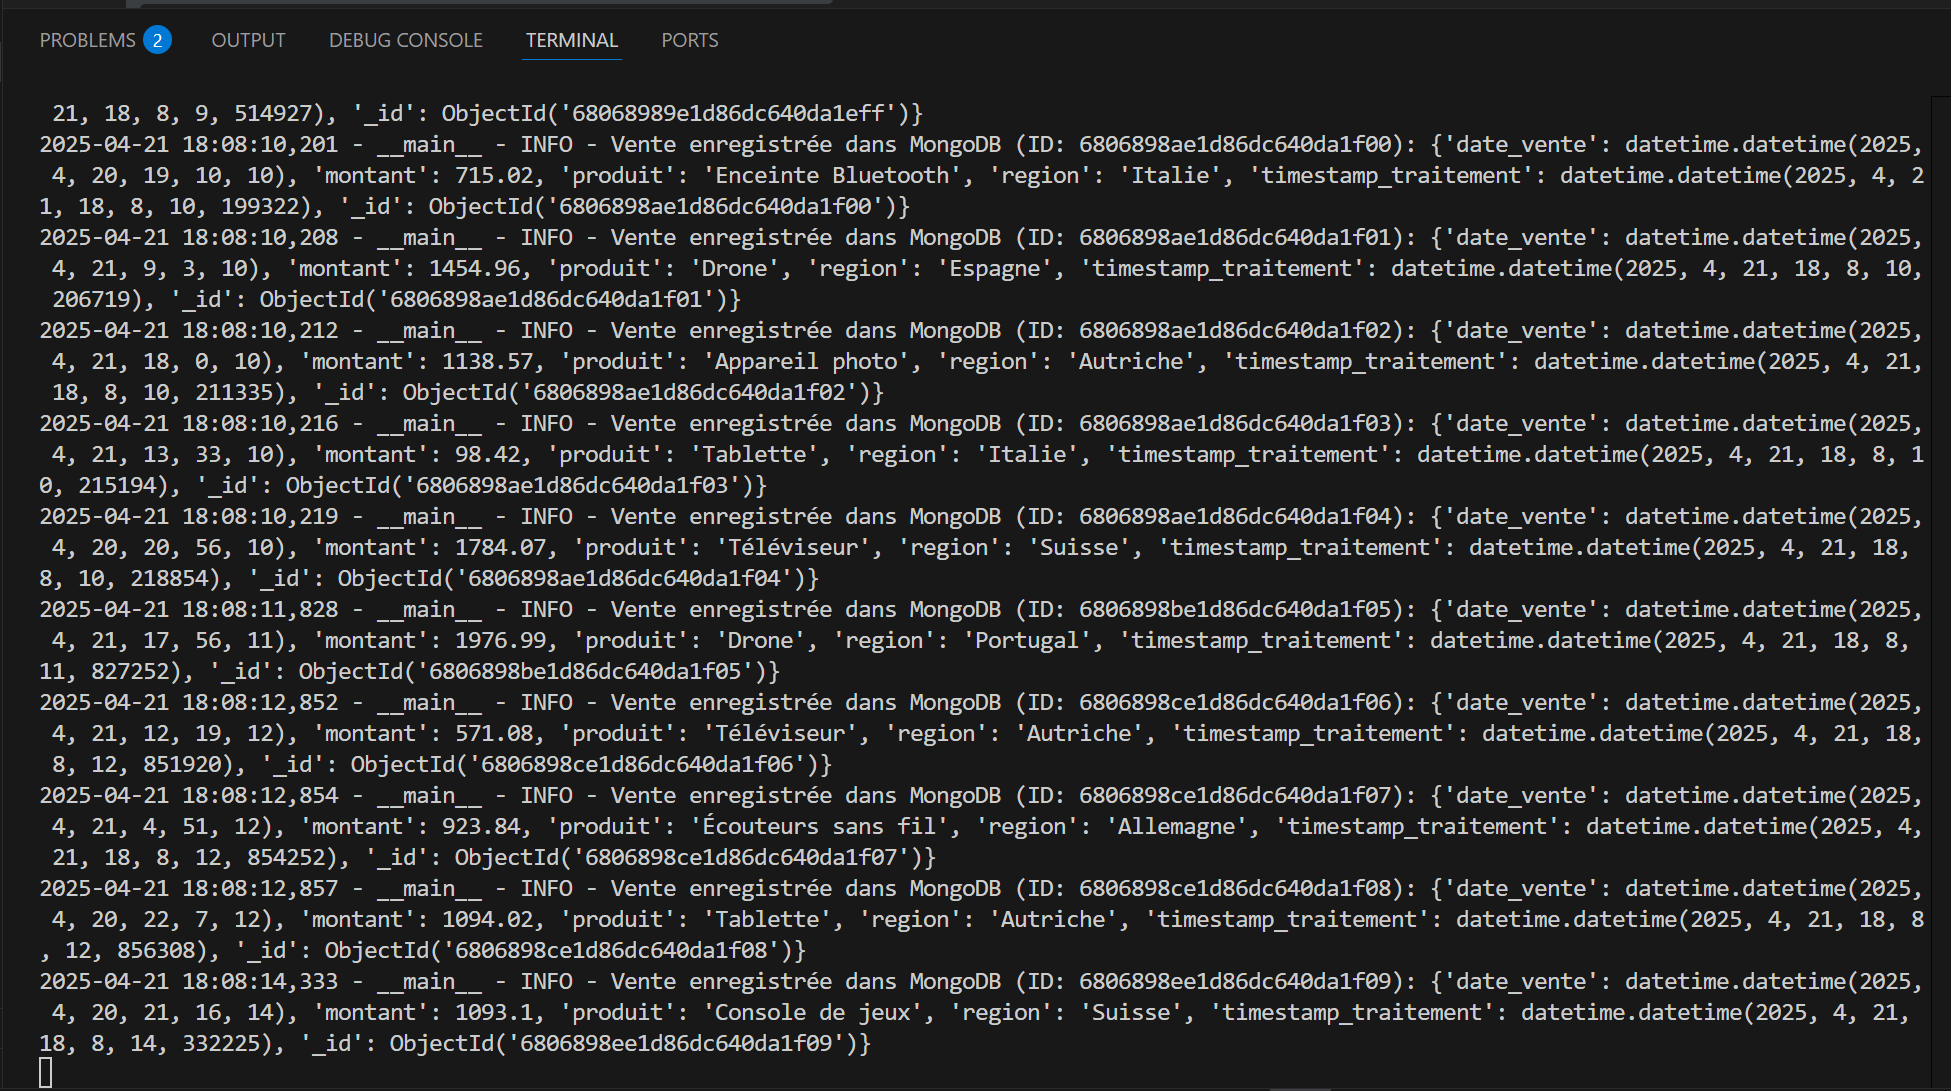 PROBLEMS 2 OUTPUT DEBUG CONSOLE TERMINAL PORTS
21, 18, 8, 9, 514927), '_id': ObjectId('68068989e1d86dc640da1eff')}
2025-04-21 18:08:10,201 - __main__ - INFO - Vente enregistrée dans MongoDB (ID: 6806898ae1d86dc640da1f00): {'date_vente': datetime.datetime(2025,
4, 20, 19, 10, 10), 'montant': 715.02, 'produit': 'Enceinte Bluetooth', 'region': 'Italie', 'timestamp_traitement': datetime.datetime(2025, 4, 2
1, 18, 8, 10, 199322), '_id': ObjectId('6806898ae1d86dc640da1f00')}
2025-04-21 18:08:10,208 - __main__ - INFO - Vente enregistrée dans MongoDB (ID: 6806898ae1d86dc640da1f01): {'date_vente': datetime.datetime(2025,
4, 21, 9, 3, 10), 'montant': 1454.96, 'produit': 'Drone', 'region': 'Espagne', 'timestamp_traitement': datetime.datetime(2025, 4, 21, 18, 8, 10,
206719), '_id': ObjectId('6806898ae1d86dc640da1f01')}
2025-04-21 18:08:10,212 - __main__ - INFO - Vente enregistrée dans MongoDB (ID: 6806898ae1d86dc640da1f02): {'date_vente': datetime.datetime(2025,
4, 21, 18, 0, 10), 'montant': 1138.57, 'produit': 'Appareil photo', 'region': 'Autriche', 'timestamp_traitement': datetime.datetime(2025, 4, 21,
18, 8, 10, 211335), '_id': ObjectId('6806898ae1d86dc640da1f02')}
2025-04-21 18:08:10,216 - __main__ - INFO - Vente enregistrée dans MongoDB (ID: 6806898ae1d86dc640da1f03): {'date_vente': datetime.datetime(2025,
4, 21, 13, 33, 10), 'montant': 98.42, 'produit': 'Tablette', 'region': 'Italie', 'timestamp_traitement': datetime.datetime(2025, 4, 21, 18, 8, 1
0, 215194), '_id': ObjectId('6806898ae1d86dc640da1f03')}
2025-04-21 18:08:10,219 - __main__ - INFO - Vente enregistrée dans MongoDB (ID: 6806898ae1d86dc640da1f04): {'date_vente': datetime.datetime(2025,
4, 20, 20, 56, 10), 'montant': 1784.07, 'produit': 'Téléviseur', 'region': 'Suisse', 'timestamp_traitement': datetime.datetime(2025, 4, 21, 18,
8, 10, 218854), '_id': ObjectId('6806898ae1d86dc640da1f04')}
2025-04-21 18:08:11,828 - __main__ - INFO - Vente enregistrée dans MongoDB (ID: 6806898be1d86dc640da1f05): {'date_vente': datetime.datetime(2025,
4, 21, 17, 56, 11), 'montant': 1976.99, 'produit': 'Drone', 'region': 'Portugal', 'timestamp_traitement': datetime.datetime(2025, 4, 21, 18, 8,
11, 827252), '_id': ObjectId('6806898be1d86dc640da1f05')}
2025-04-21 18:08:12,852 - __main__ - INFO - Vente enregistrée dans MongoDB (ID: 6806898ce1d86dc640da1f06): {'date_vente': datetime.datetime(2025,
4, 21, 12, 19, 12), 'montant': 571.08, 'produit': 'Téléviseur', 'region': 'Autriche', 'timestamp_traitement': datetime.datetime(2025, 4, 21, 18,
8, 12, 851920), '_id': ObjectId('6806898ce1d86dc640da1f06')}
2025-04-21 18:08:12,854 - __main__ - INFO - Vente enregistrée dans MongoDB (ID: 6806898ce1d86dc640da1f07): {'date_vente': datetime.datetime(2025,
4, 21, 4, 51, 12), 'montant': 923.84, 'produit': 'Écouteurs sans fil', 'region': 'Allemagne', 'timestamp_traitement': datetime.datetime(2025, 4,
21, 18, 8, 12, 854252), '_id': ObjectId('6806898ce1d86dc640da1f07')}
2025-04-21 18:08:12,857 - __main__ - INFO - Vente enregistrée dans MongoDB (ID: 6806898ce1d86dc640da1f08): {'date_vente': datetime.datetime(2025,
4, 20, 22, 7, 12), 'montant': 1094.02, 'produit': 'Tablette', 'region': 'Autriche', 'timestamp_traitement': datetime.datetime(2025, 4, 21, 18, 8
, 12, 856308), '_id': ObjectId('6806898ce1d86dc640da1f08')}
2025-04-21 18:08:14,333 - __main__ - INFO - Vente enregistrée dans MongoDB (ID: 6806898ee1d86dc640da1f09): {'date_vente': datetime.datetime(2025,
4, 20, 21, 16, 14), 'montant': 1093.1, 'produit': 'Console de jeux', 'region': 'Suisse', 'timestamp_traitement': datetime.datetime(2025, 4, 21,
18, 8, 14, 332225), '_id': ObjectId('6806898ee1d86dc640da1f09')}